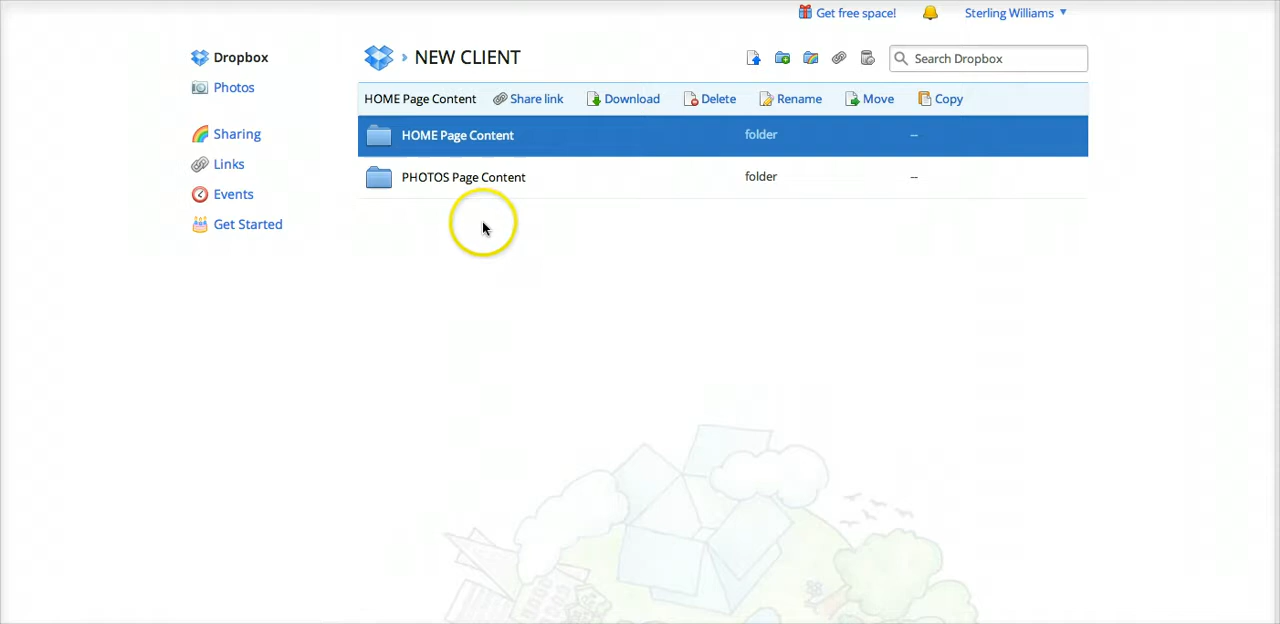 Get free space!
Sterling Williams
Dropbox
› NEW CLIENT
Search Dropbox
Photos
HOME Page Content Share link Download Delete Rename Move Copy
HOME Page Content folder --
Sharing
Links
PHOTOS Page Content folder --
Events
Get Started